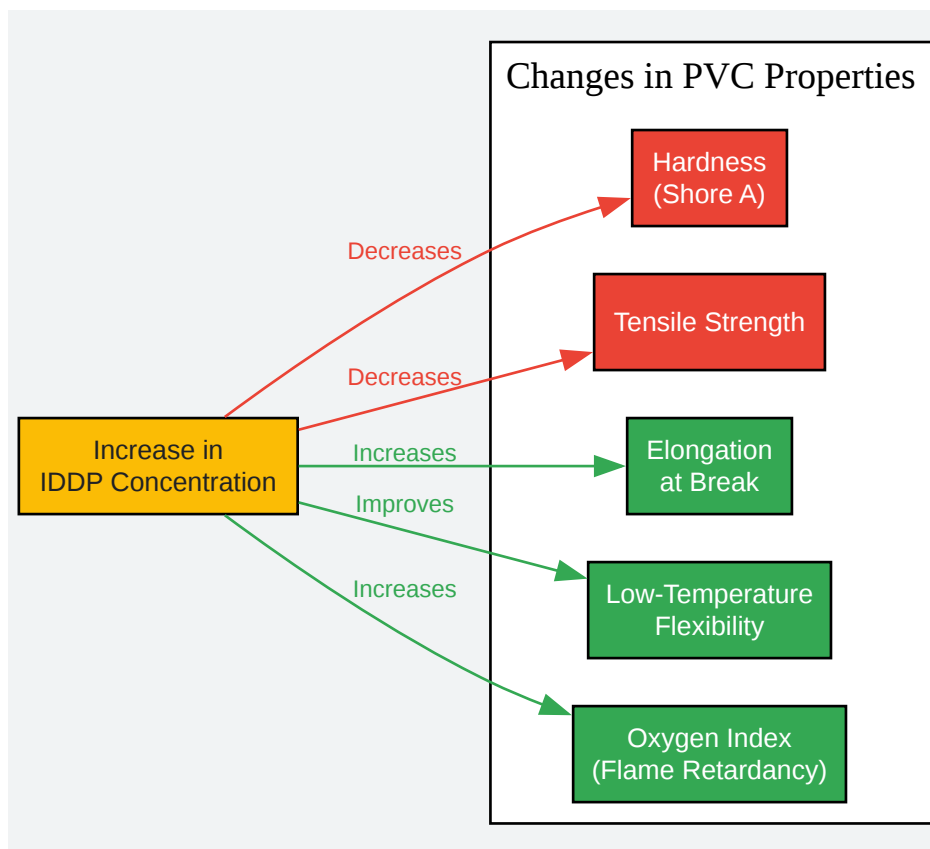 Changes in PVC Properties
Hardness
(Shore A)
Decreases
Tensile Strength
Decreases
Increase in
IDDP Concentration
Increases
Elongation
at Break
Improves
Low-Temperature
Flexibility
Increases
Oxygen Index
(Flame Retardancy)